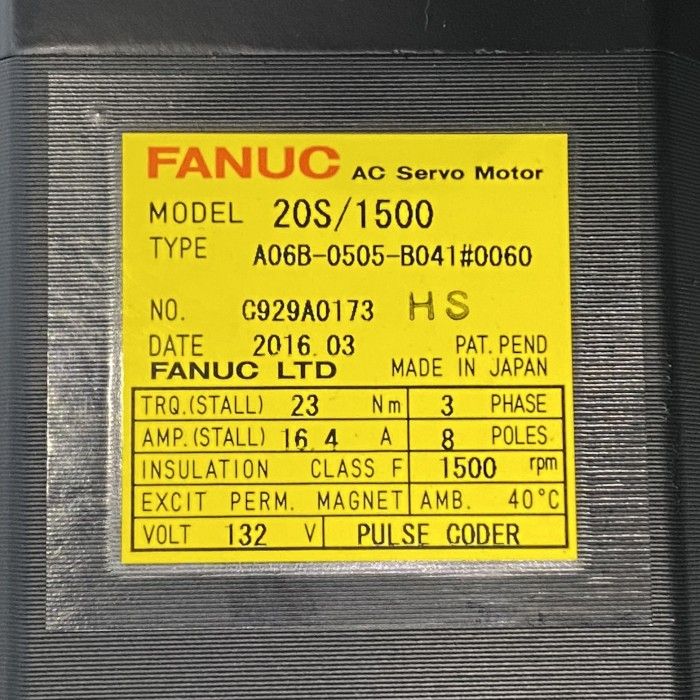 FANUC AC Servo Motor
MODEL 20S/1500
TYPE A06B-0505-B041#0060
NO. C929A0173 HS
DATE 2016.03 PAT. PEND
FANUC LTD MADE IN JAPAN
TRQ.(STALL) 23 Nm 3 PHASE
AMP.(STALL) 16.4 A 8 POLES
INSULATION CLASS F 1500 rpm
EXCIT PERM. MAGNET AMB. 40°C
VOLT 132 V PULSE CODER